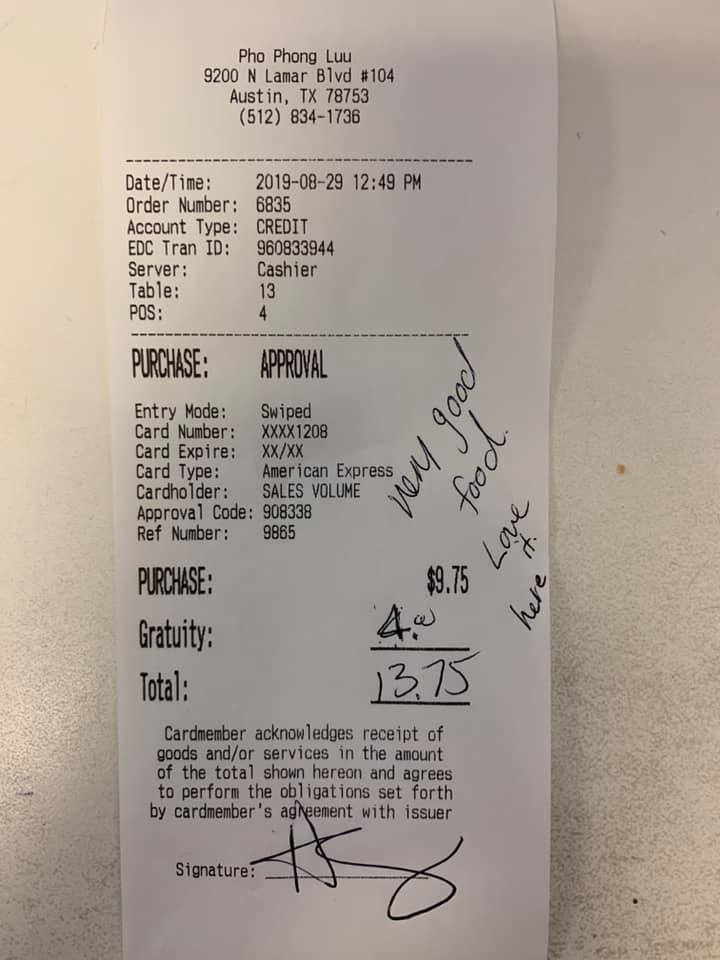 Pho Phong Luu
9200 N Lamar Blvd #104
Austin, TX 78753
(512) 834-1736
Date/Time: 2019-08-29 12:49 PM
Order Number: 6835
Account Type: CREDIT
EDC Tran ID: 960833944
Server: Cashier
Table: 13
POS: 4
PURCHASE: APPROVAL
Entry Mode: Swiped
Card Number: XXXX1208
Card Expire: XX/XX
Card Type: American Express
Cardholder: SALES VOLUME
Approval Code: 908338
Ref Number: 9865
very good
food.
Love
it
here
PURCHASE: $9.75
Gratuity: 4.00
Total: 13.75
Cardmember acknowledges receipt of
goods and/or services in the amount
of the total shown hereon and agrees
to perform the obligations set forth
by cardmember's agreement with issuer
Signature: